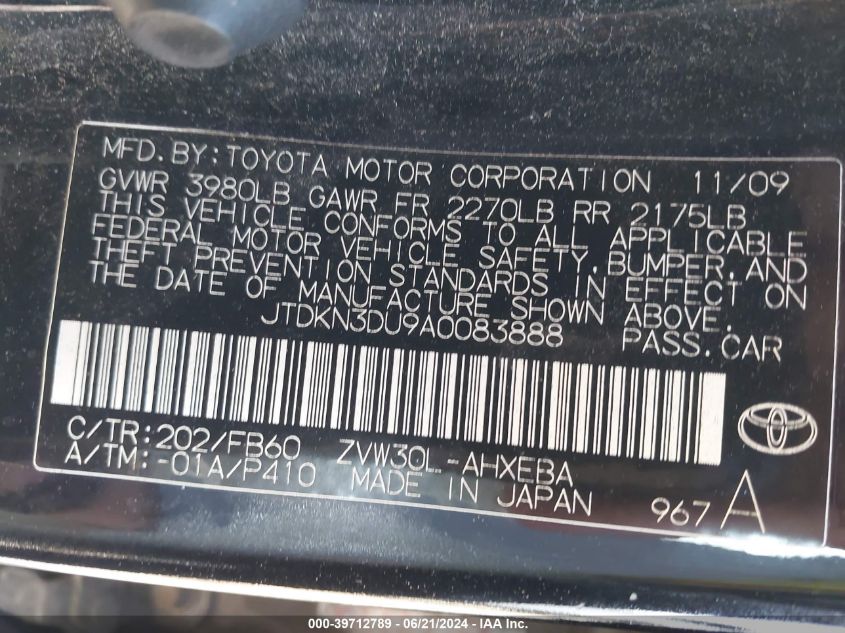 MFD.BY:TOYOTA MOTOR CORPORATION 11/09
GVWR 3980LB GAWR FR 2270LB RR 2175LB
THIS VEHICLE CONFORMS TO ALL APPLICABLE
FEDERAL MOTOR VEHICLE SAFETY,BUMPER,AND
THEFT PREVENTION STANDARDS IN EFFECT ON
THE DATE OF MANUFACTURE SHOWN ABOVE.
JTDKN3DU9A0083888 PASS.CAR
C/TR:202/FB60 ZVW30L-AHXEBA
A/TM:-01A/P410 MADE IN JAPAN 967 A
000-39712789 - 06/21/2024 - IAA Inc.